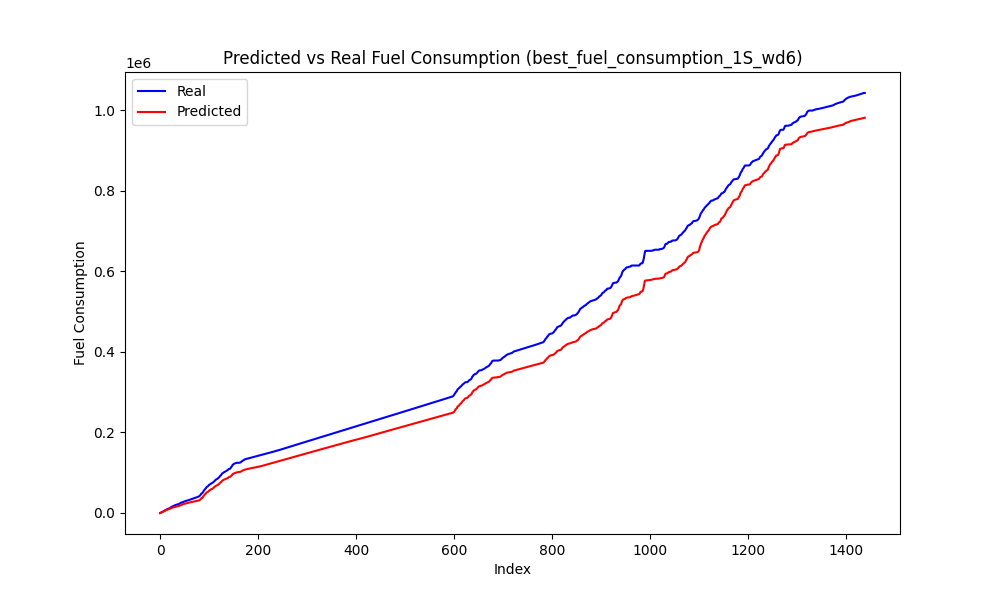 Predicted vs Real Fuel Consumption (best_fuel_consumption_1S_wd6)
1e6
Real
Predicted
1.0
0.8
0.6
0.4
0.2
0.0
Fuel Consumption
0 200 400 600 800 1000 1200 1400
Index